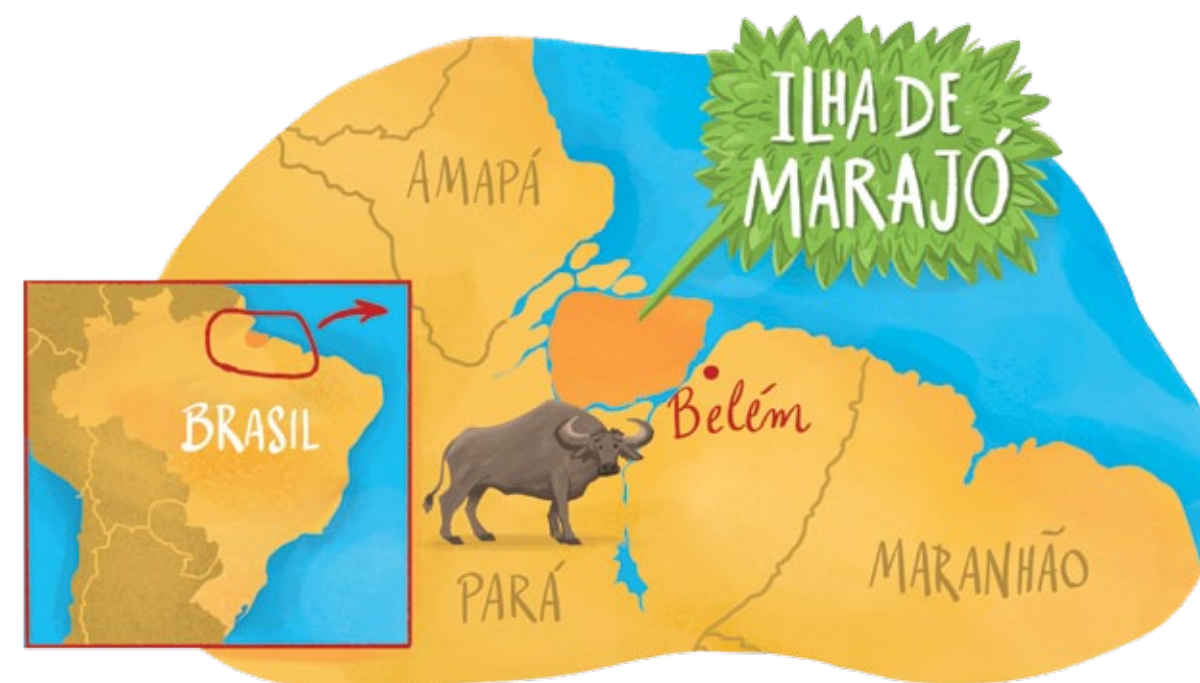 ILHA DE
MARAJÓ
AMAPÁ
BRASIL
Belém
PARÁ
MARANHÃO